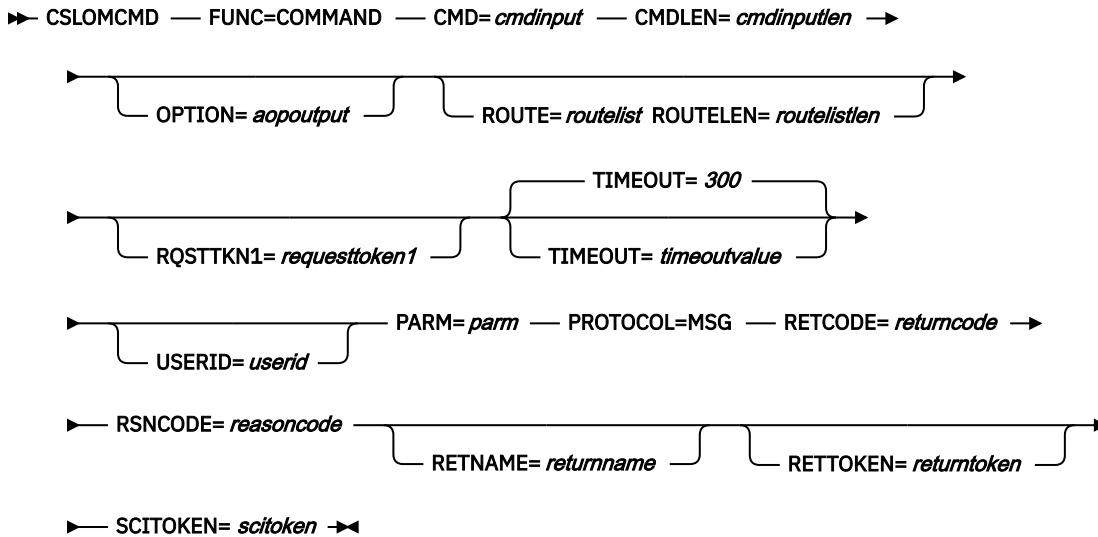 CSLOMCMD FUNC=COMMAND CMD= cmdinput CMDLEN= cmdinputlen
OPTION= aopoutput ROUTE= routelist ROUTELEN= routelistlen
TIMEOUT= 300
RQSTTKN1= requesttoken1 TIMEOUT= timeoutvalue
PARM= parm PROTOCOL=MSG RETCODE= returncode
USERID= userid
RSNCODE= reasoncode
RETNAME= returnname RETTOKEN= returntoken
SCITOKEN= scitoken